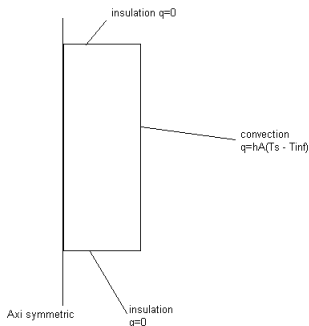 insulation q=0
convection
q=hA(Ts - Tinf)
Axi symmetric
insulation
q=0